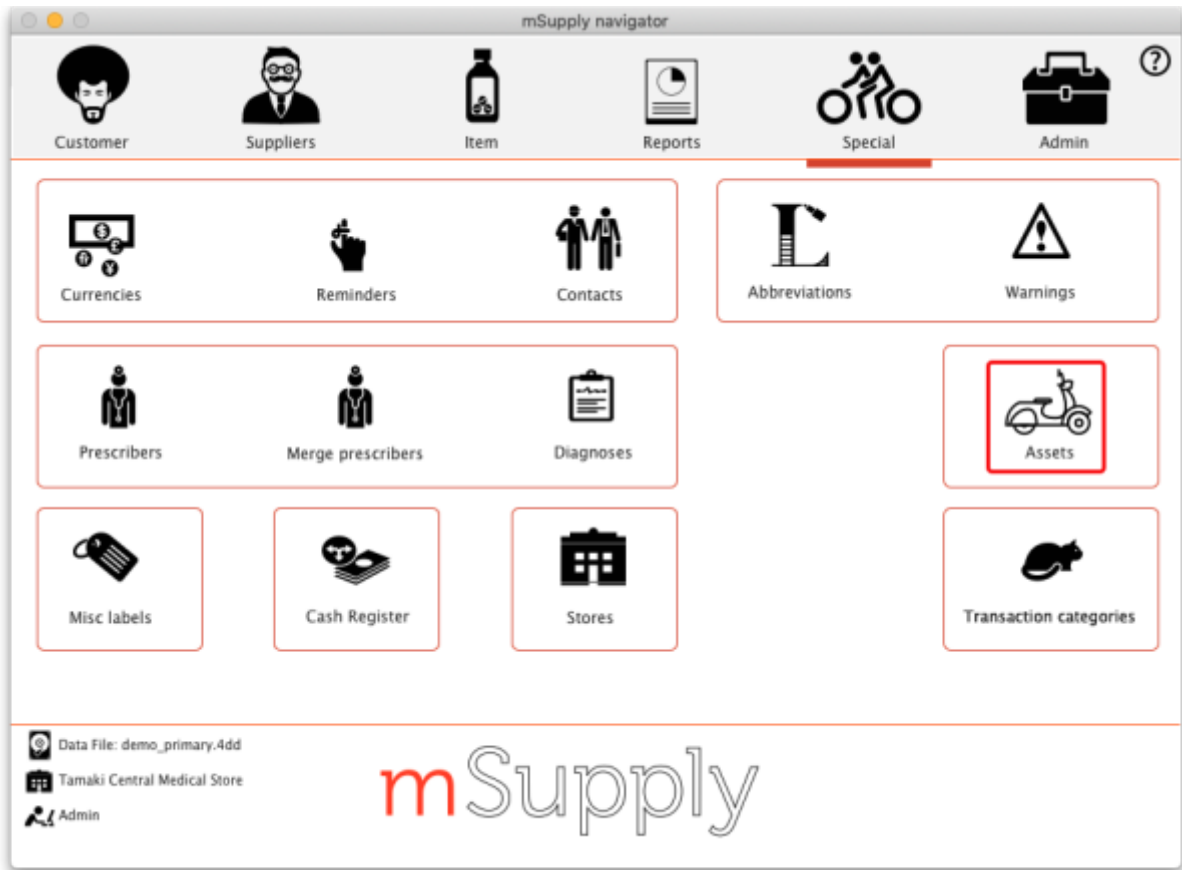 mSupply navigator
?
Customer Suppliers Item Reports Special Admin
Currencies Reminders Contacts Abbreviations Warnings
Prescribers Merge prescribers Diagnoses Assets
Misc labels Cash Register Stores Transaction categories
Data File: demo_primary.4dd
Tamaki Central Medical Store
Admin
mSupply